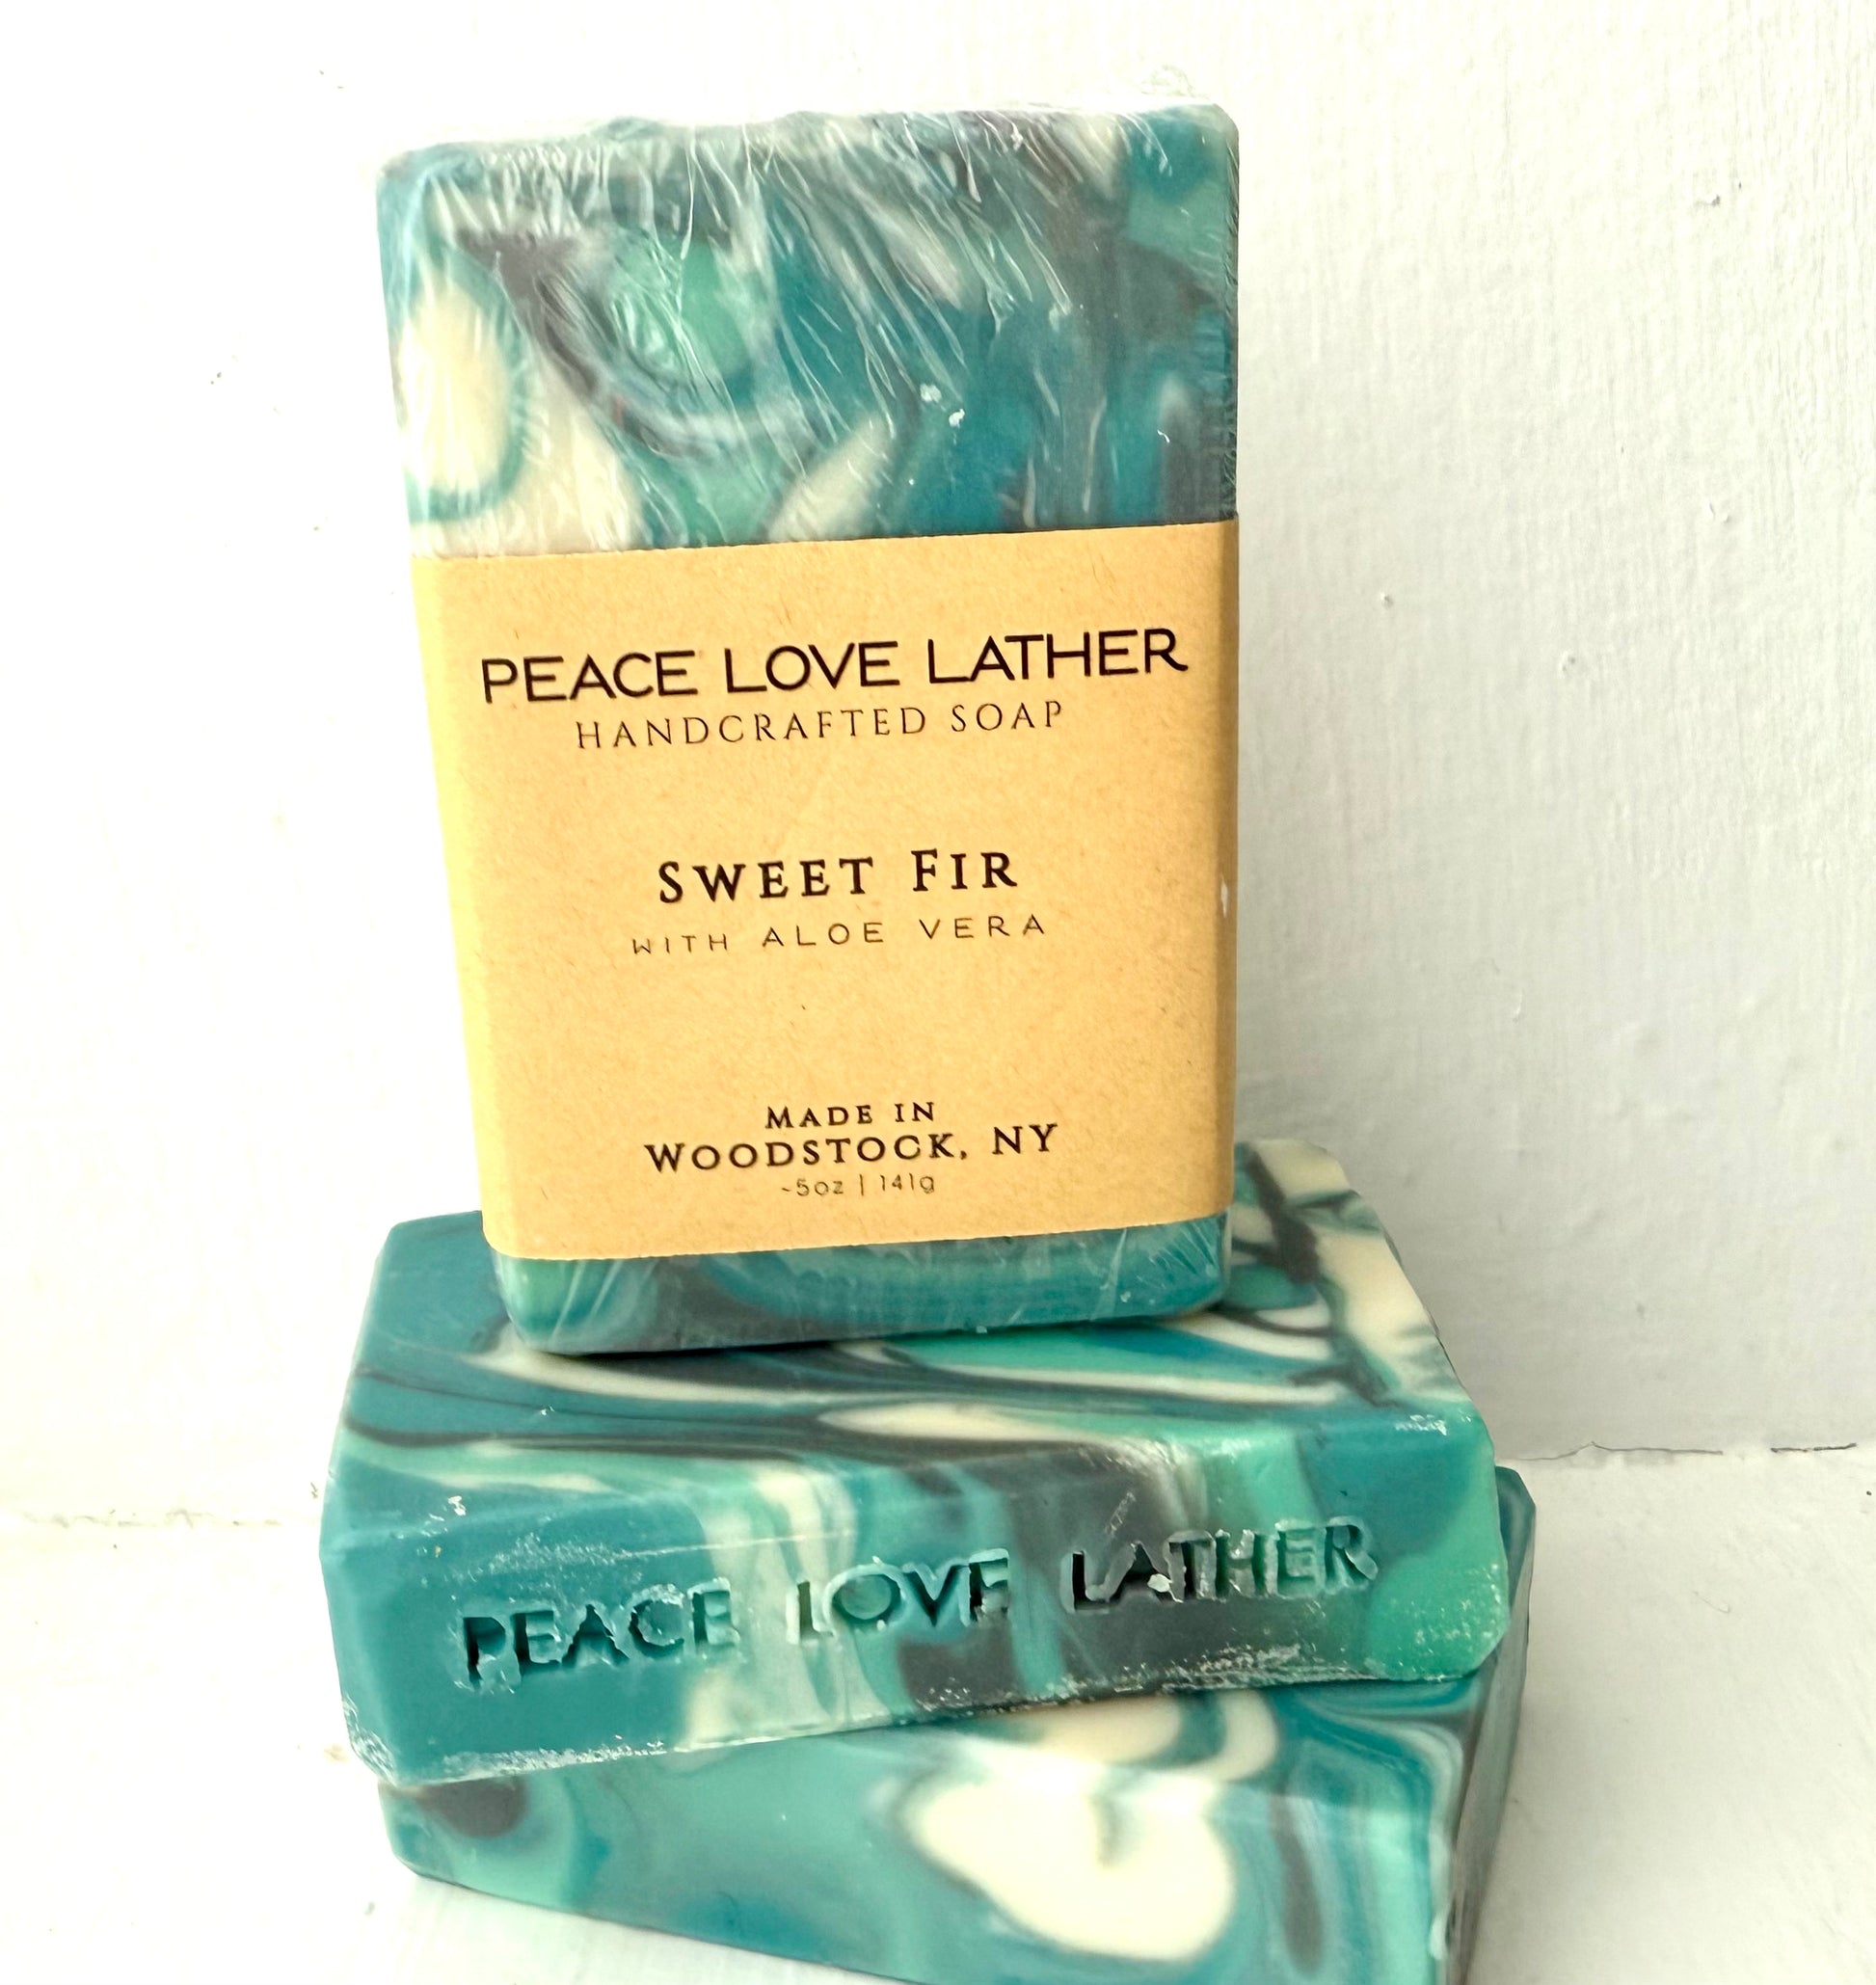 PEACE LOVE LATHER
HANDCRAFTED SOAP
SWEET FIR
WITH ALOE VERA
MADE IN
WOODSTOCK, NY
~5oz | 141g
PEACE LOVE LATHER